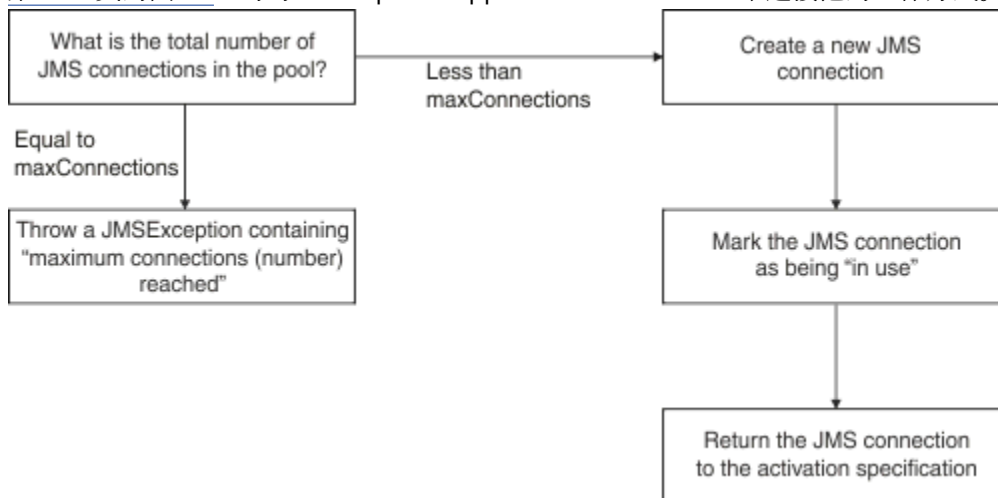 What is the total number of
JMS connections in the pool?
Less than
maxConnections
Create a new JMS
connection
Equal to
maxConnections
Throw a JMSException containing
“maximum connections (number)
reached”
Mark the JMS connection
as being “in use”
Return the JMS connection
to the activation specification